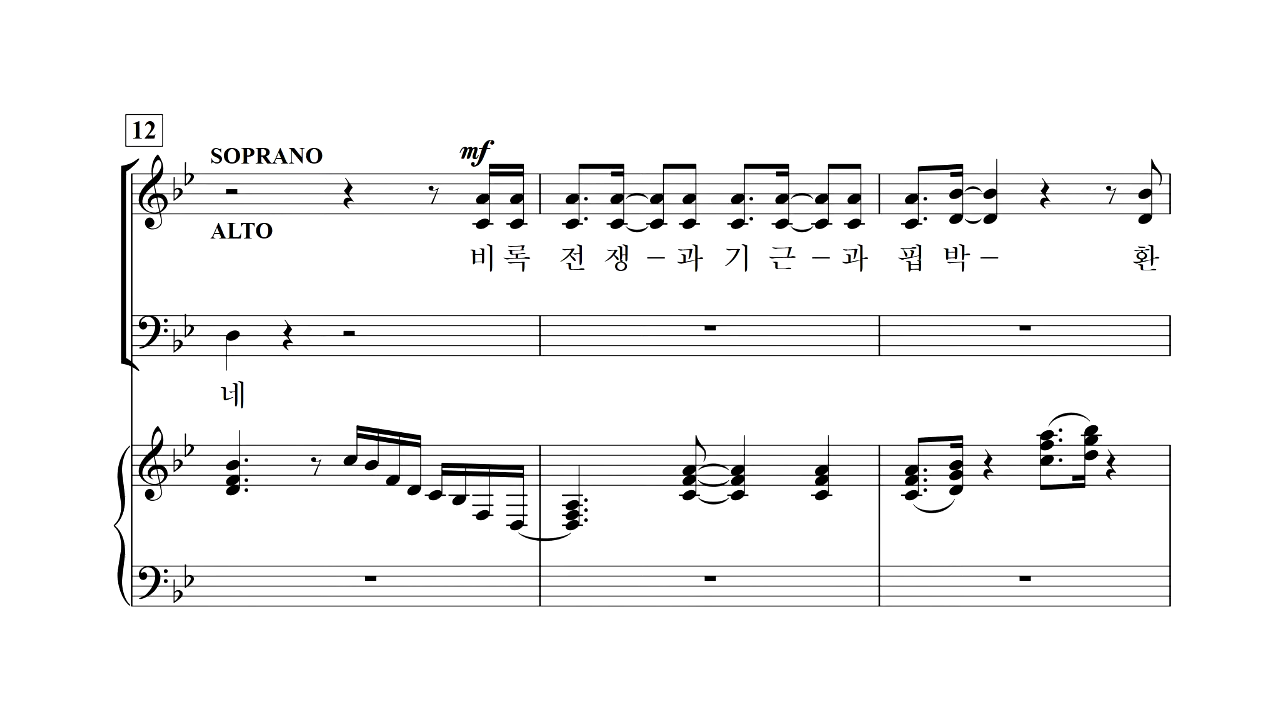 12
SOPRANO
mf
ALTO
비 록 전 쟁 – 과 기 근 – 과 핍 박 – 환
네